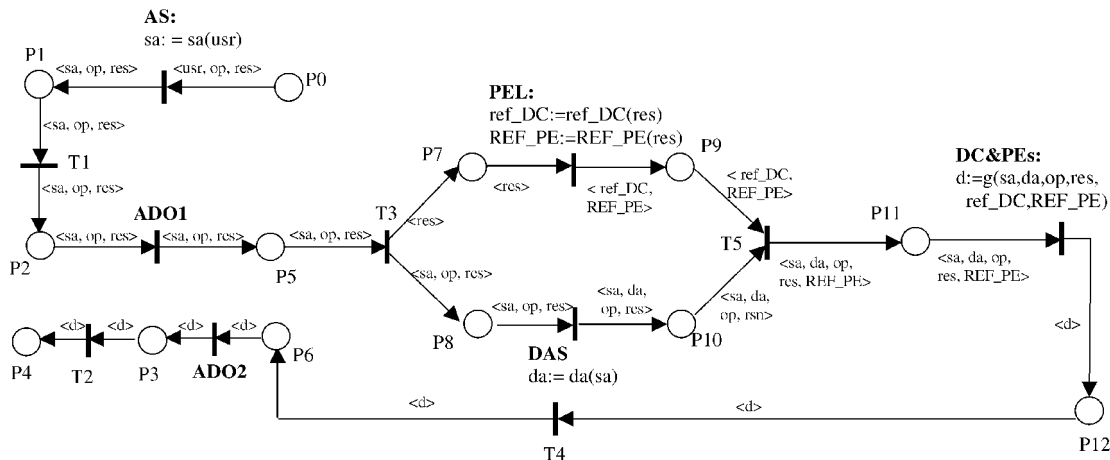 AS:
sa: = sa(usr)
P1
<sa, op, res>
<usr, op, res>
P0
<sa, op, res>
T1
<sa, op, res>
PEL:
ref_DC:=ref_DC(res)
REF_PE:=REF_PE(res)
P7
<res>
< ref_DC,
REF_PE>
P9
< ref_DC,
REF_PE>
DC&PEs:
d:=g(sa,da,op,res,
ref_DC,REF_PE)
ADO1
P2
<sa, op, res>
<sa, op, res>
P5
<sa, op, res>
T3
<res>
<sa, op, res>
T5
<sa, da, op,
res, REF_PE>
P11
<sa, da, op,
res, REF_PE>
P8
<sa, op, res>
<sa, da,
op, res>
P10
<sa, da,
op, rsn>
DAS
da:= da(sa)
P4
<d>
T2
<d>
P3
<d>
ADO2
<d>
P6
<d>
<d>
T4
<d>
P12